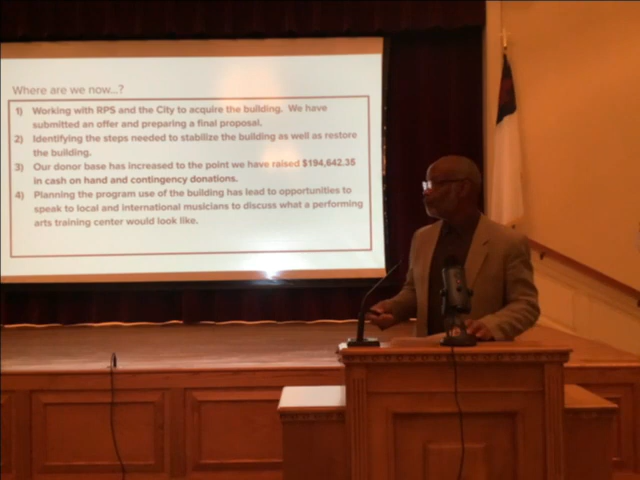 Where are we now...?
1) Working with RPS and the City to acquire the building. We have
submitted an offer and preparing a final proposal.
2) Identifying the steps needed to stabilize the building as well as restore
the building.
3) Our donor base has increased to the point we have raised $194,642.35
in cash on hand and contingency donations.
4) Planning the program use of the building has lead to opportunities to
speak to local and international musicians to discuss what a performing
arts training center would look like.